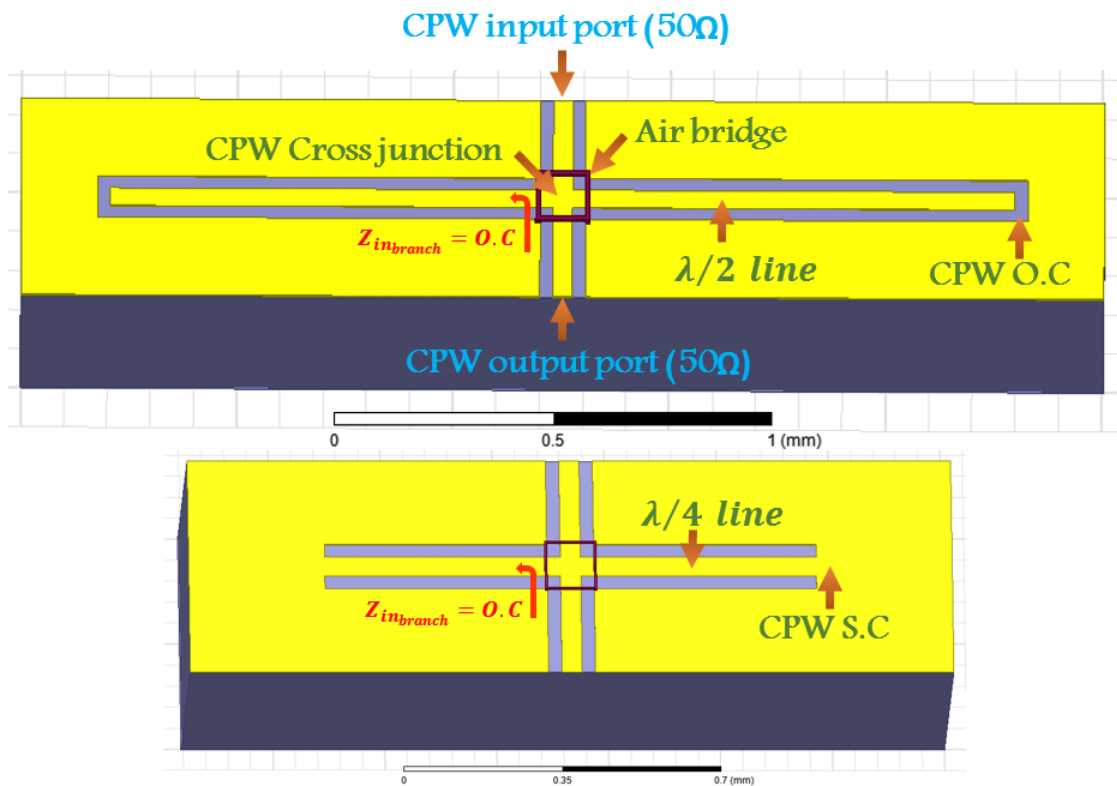 CPW input port (50Ω)
Air bridge
CPW Cross junction
Z_in_branch = O.C
λ/2 line
CPW O.C
CPW output port (50Ω)
0 0.5 1 (mm)
λ/4 line
Z_in_branch = O.C
CPW S.C
0 0.35 0.7 (mm)